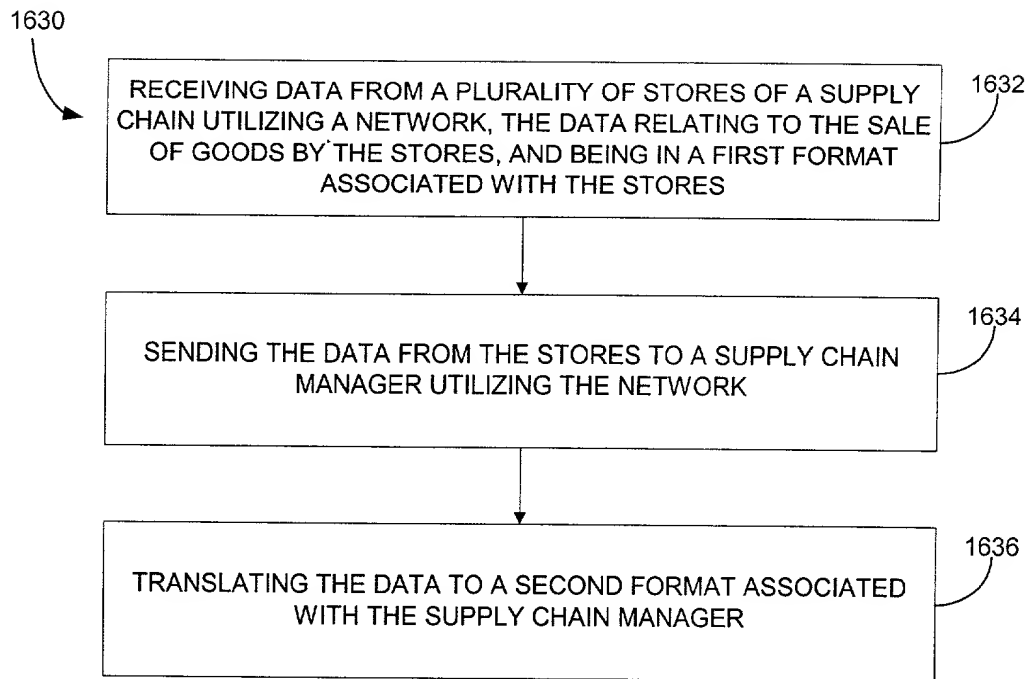 1630
RECEIVING DATA FROM A PLURALITY OF STORES OF A SUPPLY
CHAIN UTILIZING A NETWORK, THE DATA RELATING TO THE SALE
OF GOODS BY THE STORES, AND BEING IN A FIRST FORMAT
ASSOCIATED WITH THE STORES
1632
SENDING THE DATA FROM THE STORES TO A SUPPLY CHAIN
MANAGER UTILIZING THE NETWORK
1634
TRANSLATING THE DATA TO A SECOND FORMAT ASSOCIATED
WITH THE SUPPLY CHAIN MANAGER
1636